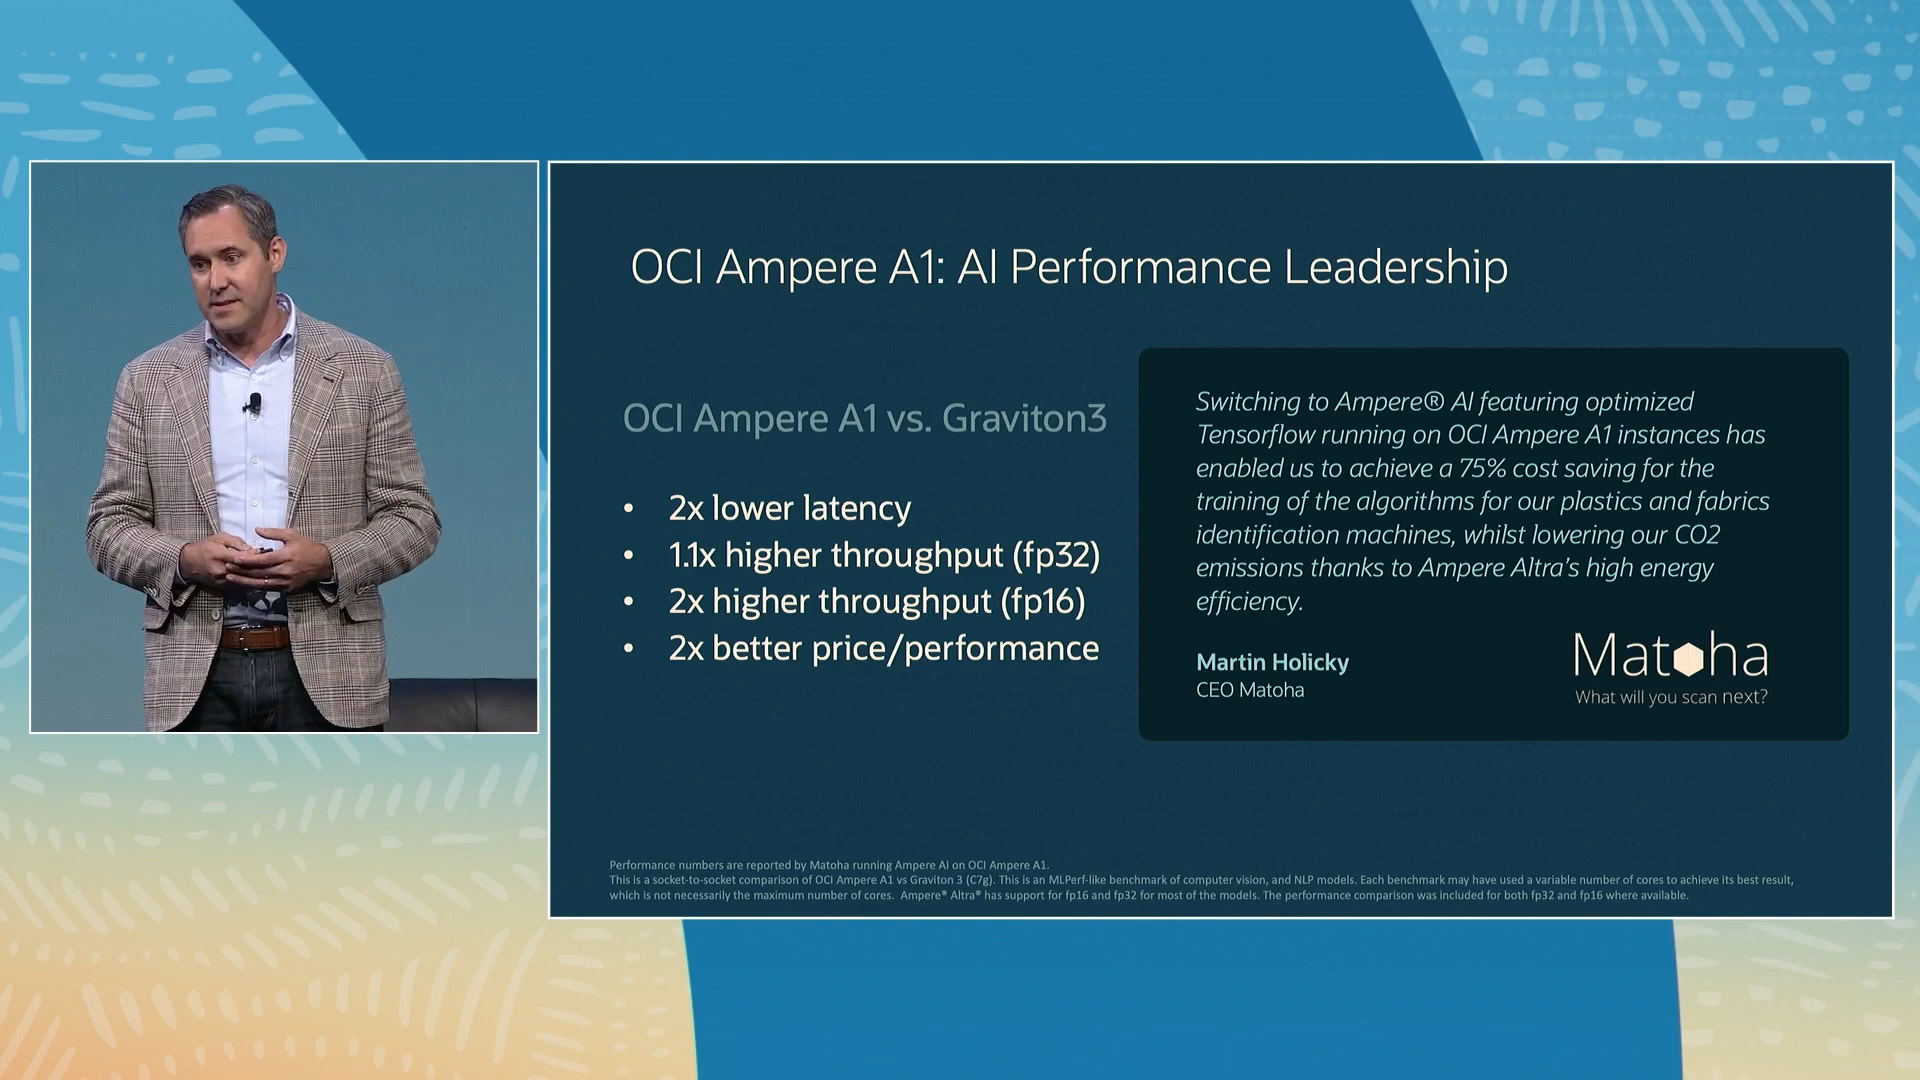 OCI Ampere A1: AI Performance Leadership
OCI Ampere A1 vs. Graviton3
• 2x lower latency
• 1.1x higher throughput (fp32)
• 2x higher throughput (fp16)
• 2x better price/performance
Switching to Ampere® AI featuring optimized
Tensorflow running on OCI Ampere A1 instances has
enabled us to achieve a 75% cost saving for the
training of the algorithms for our plastics and fabrics
identification machines, whilst lowering our CO2
emissions thanks to Ampere Altra's high energy
efficiency.
Martin Holicky
CEO Matoha
Matoha
What will you scan next?
Performance numbers are reported by Matoha running Ampere AI on OCI Ampere A1.
This is a socket-to-socket comparison of OCI Ampere A1 vs Graviton 3 (C7g). This is an MLPerf-like benchmark of computer vision, and NLP models. Each benchmark may have used a variable number of cores to achieve its best result,
which is not necessarily the maximum number of cores. Ampere® Altra® has support for fp16 and fp32 for most of the models. The performance comparison was included for both fp32 and fp16 where available.